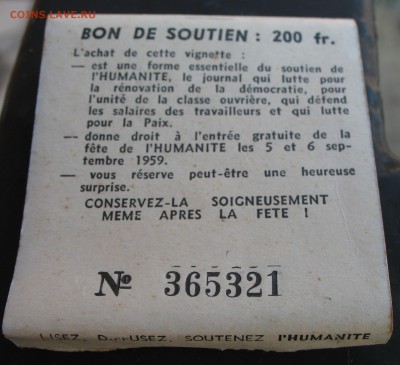 COINS.LAVE.RU
BON DE SOUTIEN : 200 fr.
L'achat de cette vignette :
— est une forme essentielle du soutien de
l'HUMANITE, le journal qui lutte pour
la rénovation de la démocratie, pour
l'unité de la classe ouvrière, qui défend
les salaires des travailleurs et qui lutte
pour la Paix.
— donne droit à l'entrée gratuite de la
fête de l'HUMANITE les 5 et 6 sep-
tembre 1959.
— vous réserve peut-être une heureuse
surprise.
CONSERVEZ-LA SOIGNEUSEMENT
MEME APRES LA FETE !
№ 365321
LISEZ, DIFFUSEZ, SOUTENEZ l'HUMANITE